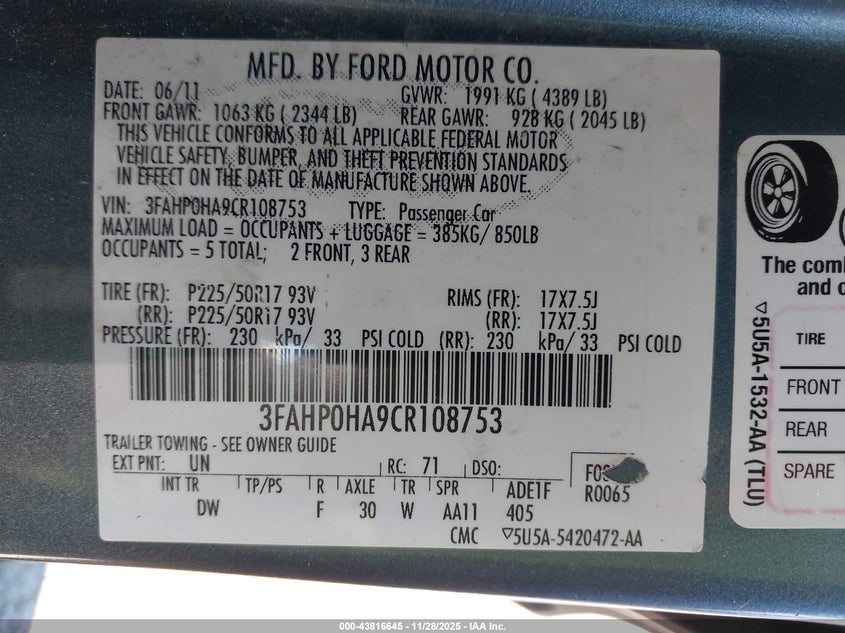 MFD. BY FORD MOTOR CO.
DATE: 06/11 GVWR: 1991 KG ( 4389 LB)
FRONT GAWR: 1063 KG ( 2344 LB) REAR GAWR: 928 KG ( 2045 LB)
THIS VEHICLE CONFORMS TO ALL APPLICABLE FEDERAL MOTOR
VEHICLE SAFETY, BUMPER, AND THEFT PREVENTION STANDARDS
IN EFFECT ON THE DATE OF MANUFACTURE SHOWN ABOVE.
VIN: 3FAHP0HA9CR108753 TYPE: Passenger Car
MAXIMUM LOAD = OCCUPANTS + LUGGAGE = 385KG/ 850LB
OCCUPANTS = 5 TOTAL; 2 FRONT, 3 REAR
TIRE (FR): P225/50R17 93V RIMS (FR): 17X7.5J
(RR): P225/50R17 93V (RR): 17X7.5J
PRESSURE (FR): 230 kPa/ 33 PSI COLD (RR): 230 kPa/ 33 PSI COLD
3FAHP0HA9CR108753
TRAILER TOWING - SEE OWNER GUIDE
EXT PNT: UN RC: 71 DSO:
R0065
INT TR TP/PS R AXLE TR SPR ADE1F
DW F 30 W AA11 405
CMC ▽5U5A-5420472-AA
The
and
▽5U5A-1532-AA (TLU)
TIRE
FRONT
REAR
SPARE
000-43816645 - 11/28/2025 - IAA Inc.